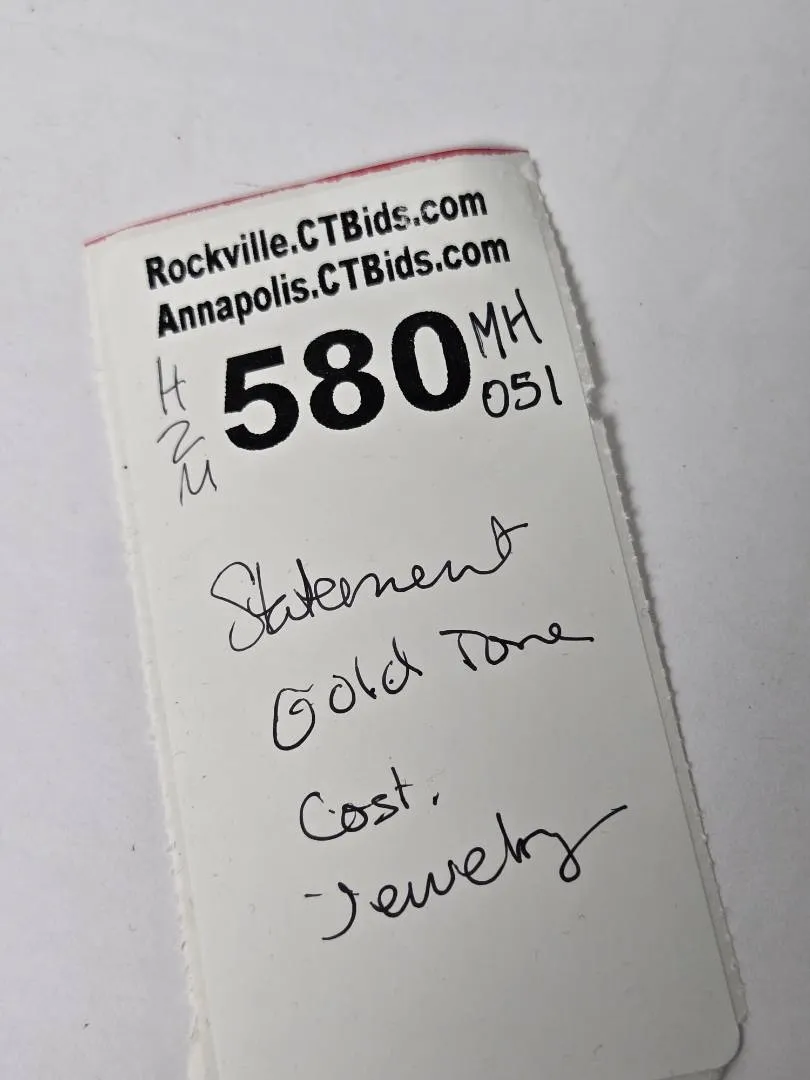 Rockville.CTBids.com
Annapolis.CTBids.com
H
2
M
580
MH
051
Statement
Gold Tone
Cost.
Jewelry